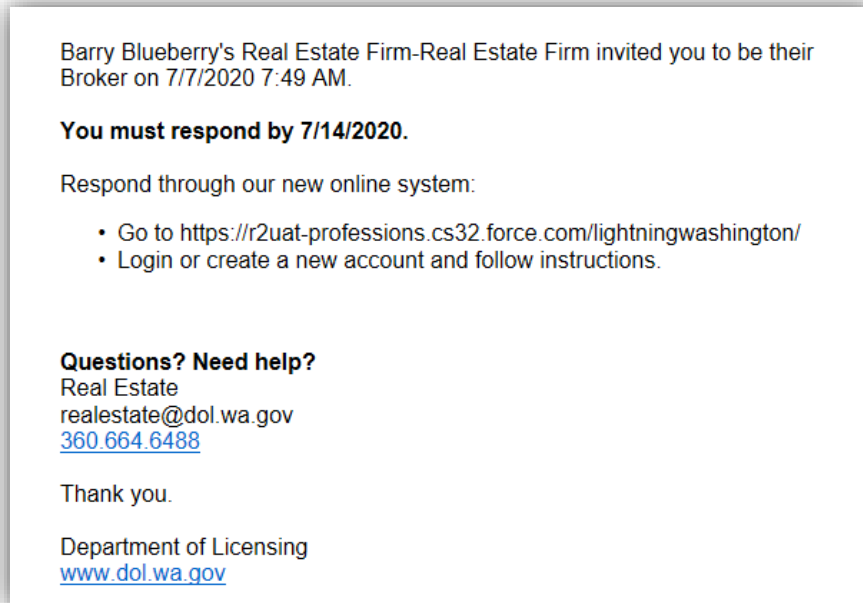 Barry Blueberry's Real Estate Firm-Real Estate Firm invited you to be their
Broker on 7/7/2020 7:49 AM.
You must respond by 7/14/2020.
Respond through our new online system:
• Go to https://r2uat-professions.cs32.force.com/lightningwashington/
• Login or create a new account and follow instructions.
Questions? Need help?
Real Estate
realestate@dol.wa.gov
360.664.6488
Thank you.
Department of Licensing
www.dol.wa.gov